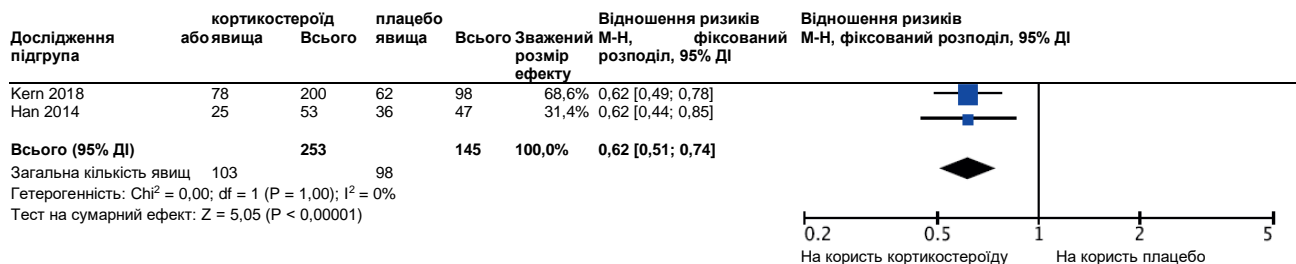 кортикостероїд плацебо Відношення ризиків Відношення ризиків
Дослідження або явища Всього явища Всього Зважений М-Н, фіксований М-Н, фіксований розподіл, 95% ДІ
підгрупа розмір розподіл, 95% ДІ
ефекту
Kern 2018 78 200 62 98 68,6% 0,62 [0,49; 0,78]
Han 2014 25 53 36 47 31,4% 0,62 [0,44; 0,85]
Всього (95% ДІ) 253 145 100,0% 0,62 [0,51; 0,74]
Загальна кількість явищ 103 98
Гетерогенність: Chi² = 0,00; df = 1 (P = 1,00); I² = 0%
Тест на сумарний ефект: Z = 5,05 (P < 0,00001)
0.2 0.5 1 2 5
На користь кортикостероїду На користь плацебо